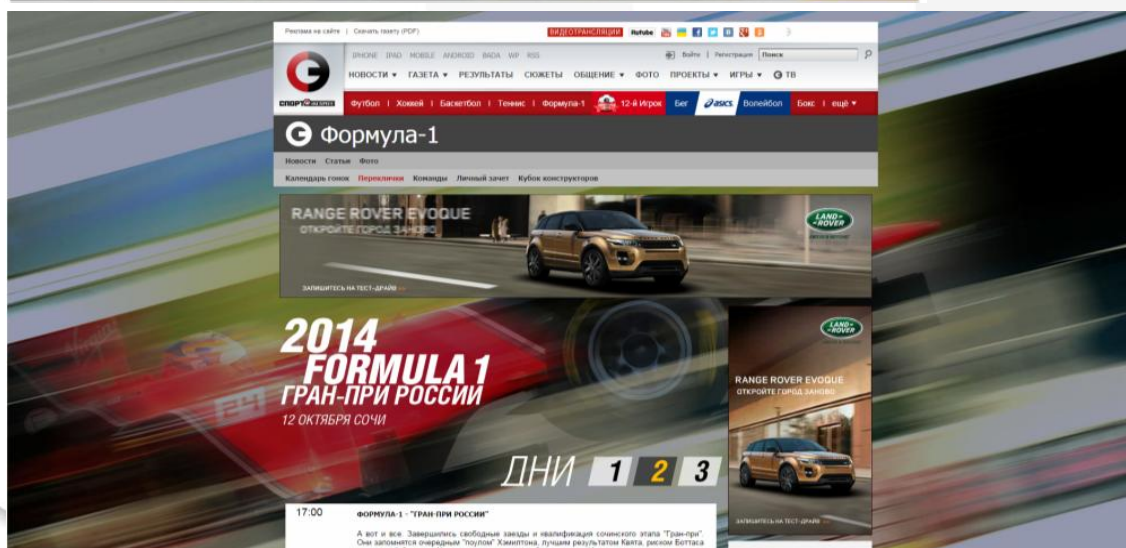 Реклама на сайте | Скачать газету (PDF) ВИДЕОТРАНСЛЯЦИИ
IPHONE IPAD MOBILE ANDROID BADA WP RSS Войти | Регистрация Поиск
НОВОСТИ ГАЗЕТА РЕЗУЛЬТАТЫ СЮЖЕТЫ ОБЩЕНИЕ ФОТО ПРОЕКТЫ ИГРЫ ТВ
СПОРТ ЭКСПРЕСС Футбол | Хоккей | Баскетбол | Теннис | Формула-1 12-й Игрок Бег asics Волейбол Бокс | ещё
Формула-1
Новости Статьи Фото
Календарь гонок Переклички Команды Личный зачет Кубок конструкторов
RANGE ROVER EVOQUE
ОТКРОЙТЕ ГОРОД ЗАНОВО
LAND-ROVER
ЗАПИШИТЕСЬ НА ТЕСТ-ДРАЙВ
2014
FORMULA 1
ГРАН-ПРИ РОССИИ
12 ОКТЯБРЯ СОЧИ
ДНИ 1 2 3
LAND-ROVER
RANGE ROVER EVOQUE
ОТКРОЙТЕ ГОРОД ЗАНОВО
ЗАПИШИТЕСЬ НА ТЕСТ-ДРАЙВ
17:00 ФОРМУЛА-1 - "ГРАН-ПРИ РОССИИ"
А вот и все. Завершились свободные заезды и квалификация сочинского этапа "Гран-при".
Они запомнятся очередным "поулом" Хэмилтона, лучшим результатом Квята, риском Боттаса